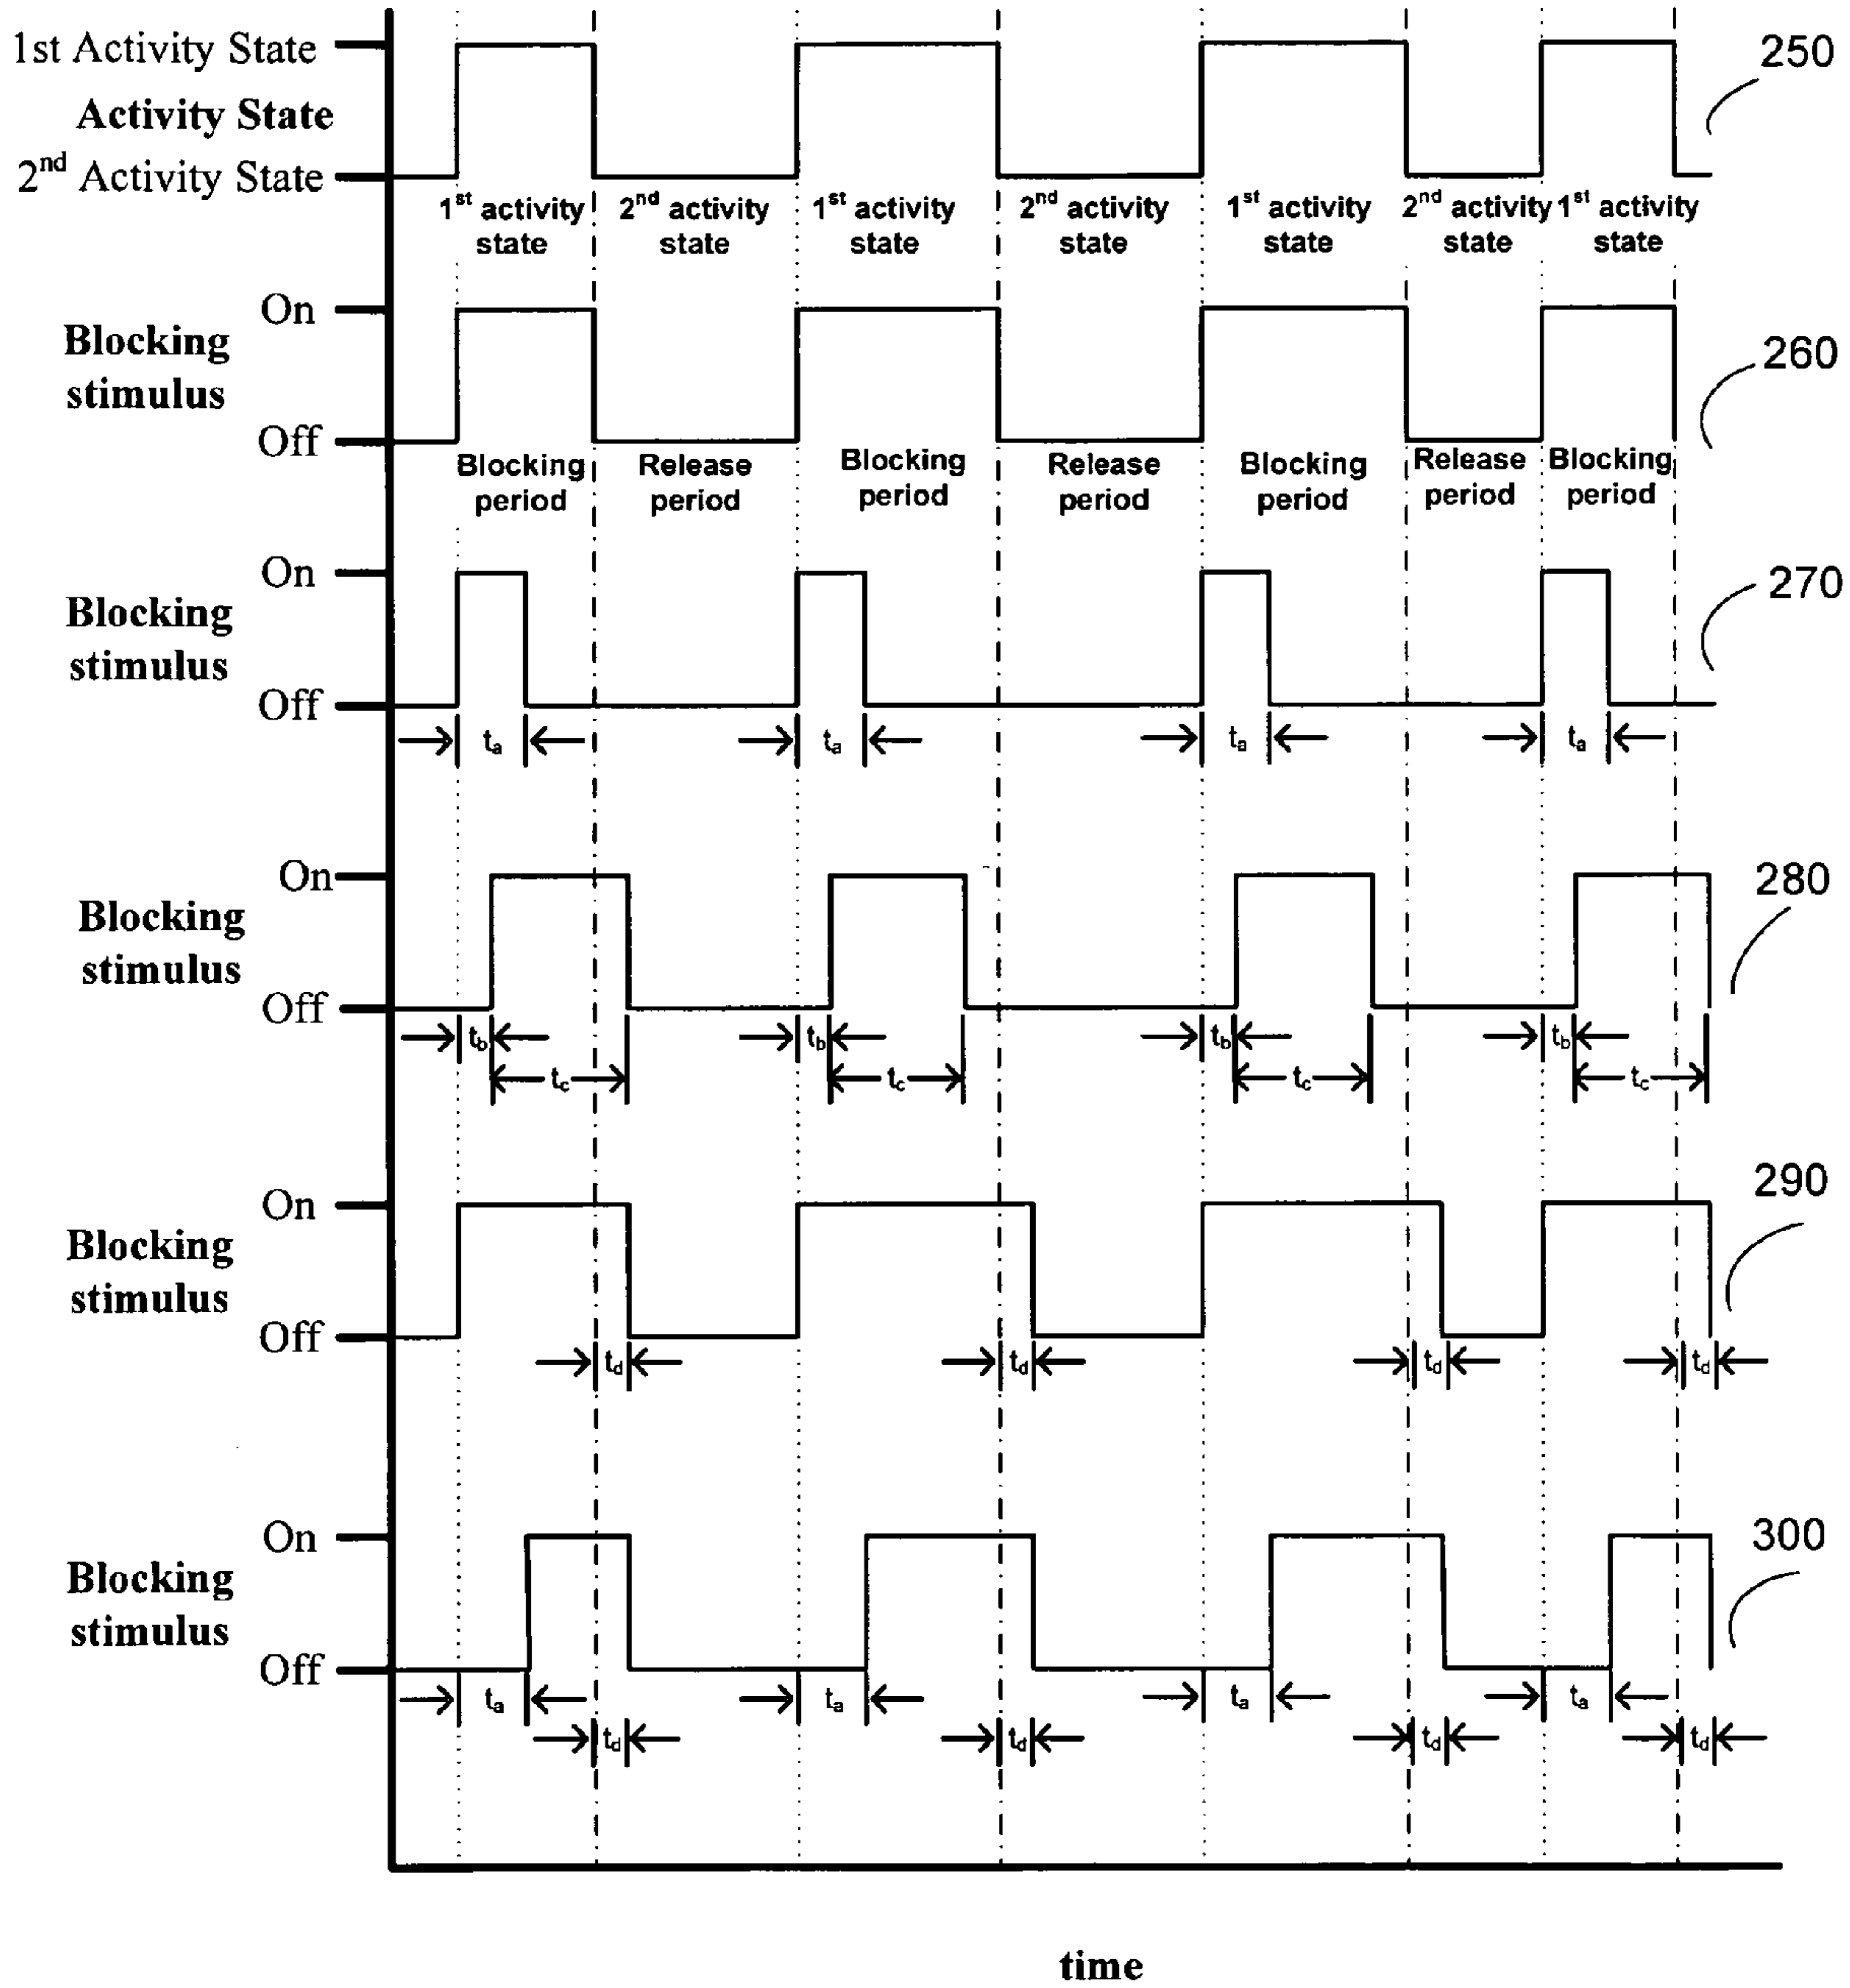 1st Activity State
250
Activity State
2nd Activity State
1st activity state
2nd activity state
1st activity state
2nd activity state
1st activity state
2nd activity state
1st activity state
On
Blocking stimulus
260
Off
Blocking period
Release period
Blocking period
Release period
Blocking period
Release period
Blocking period
On
Blocking stimulus
270
Off
ta
ta
ta
ta
On
280
Blocking stimulus
Off
tb
tb
tb
tb
tc
tc
tc
tc
290
On
Blocking stimulus
Off
td
td
td
td
On
300
Blocking stimulus
Off
ta
ta
ta
ta
td
td
td
td
time